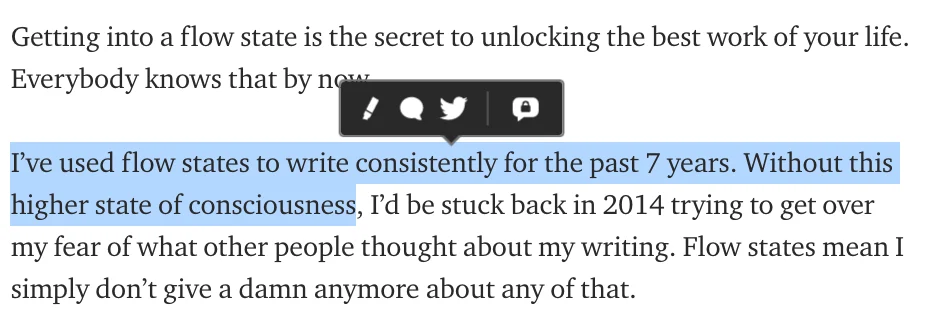 Getting into a flow state is the secret to unlocking the best work of your life.
Everybody knows that by now.
I’ve used flow states to write consistently for the past 7 years. Without this
higher state of consciousness, I’d be stuck back in 2014 trying to get over
my fear of what other people thought about my writing. Flow states mean I
simply don’t give a damn anymore about any of that.